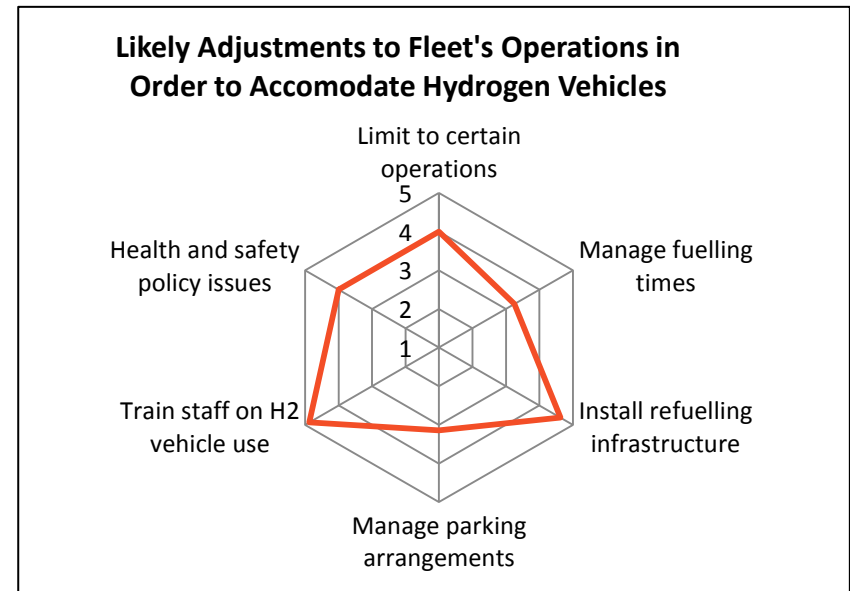 Likely Adjustments to Fleet's Operations in
Order to Accomodate Hydrogen Vehicles
Limit to certain
operations
5
4
3
2
1
Manage fuelling
times
Install refuelling
infrastructure
Manage parking
arrangements
Train staff on H2
vehicle use
Health and safety
policy issues